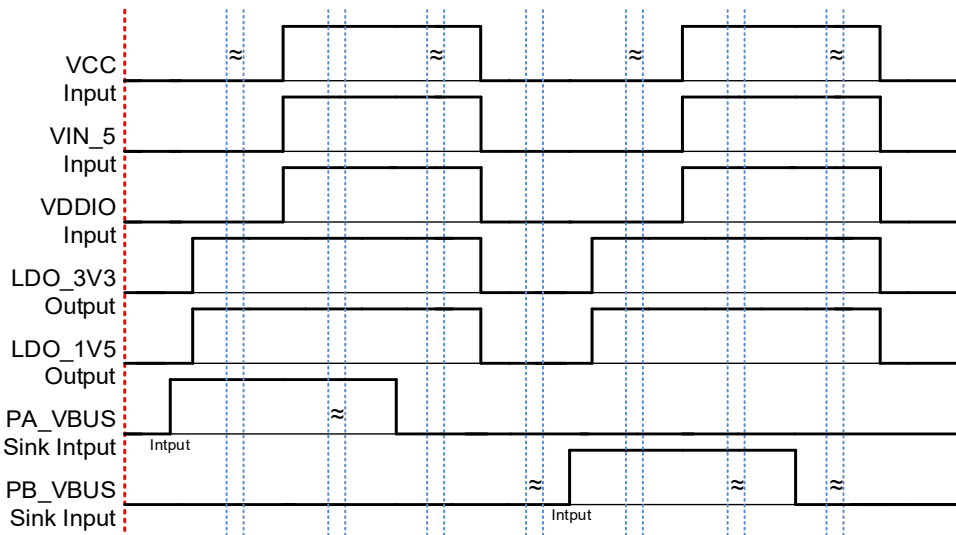 VCC
Input
VIN_5
Input
VDDIO
Input
LDO_3V3
Output
LDO_1V5
Output
PA_VBUS
Sink Intput
Intput
PB_VBUS
Sink Input
Intput
≈ ≈ ≈ ≈
≈
≈ ≈ ≈